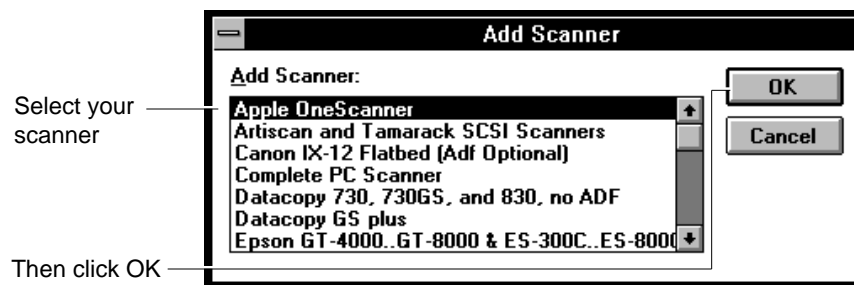 Add Scanner
Add Scanner:
Select your
scanner
Apple OneScanner
Artiscan and Tamarack SCSI Scanners
Canon IX-12 Flatbed (Adf Optional)
Complete PC Scanner
Datacopy 730, 730GS, and 830, no ADF
Datacopy GS plus
Epson GT-4000..GT-8000 & ES-300C..ES-800
OK
Cancel
Then click OK